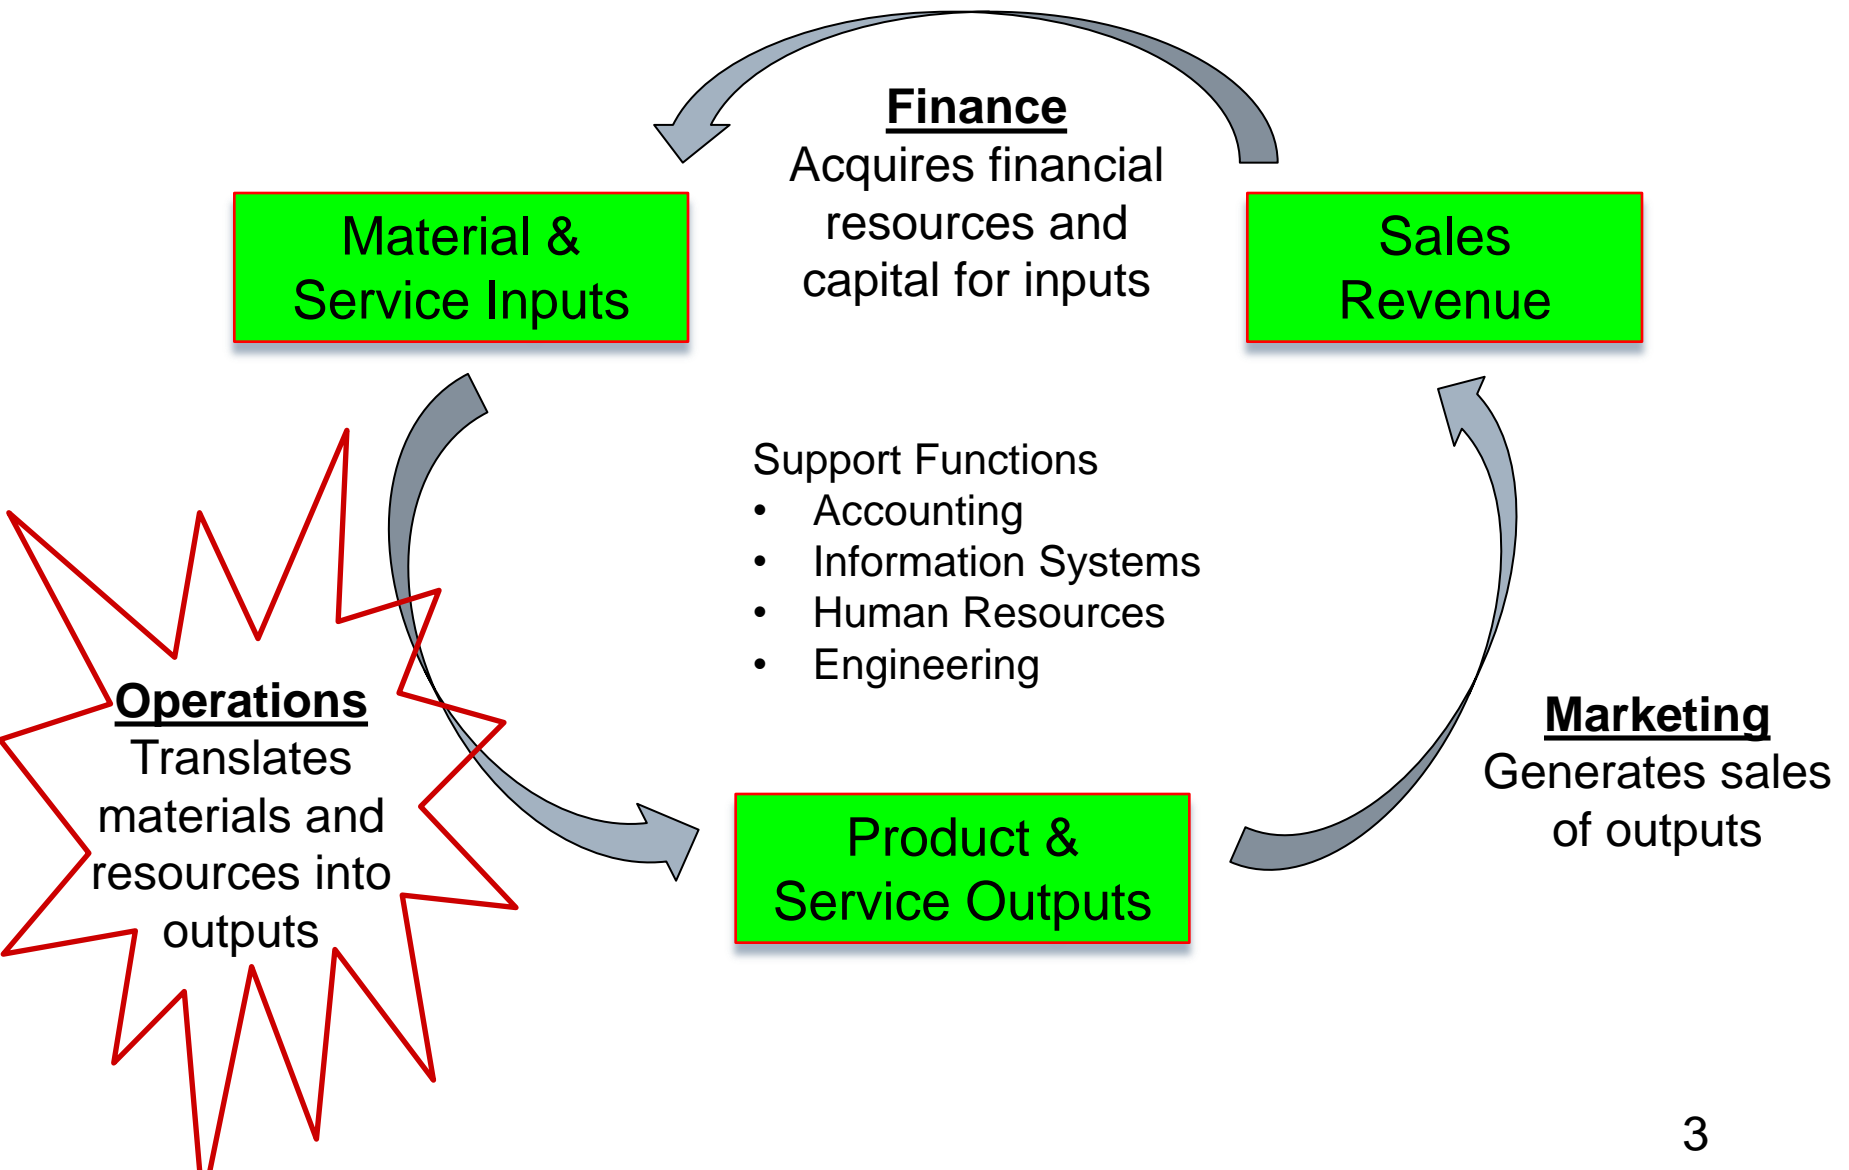 Finance
Acquires financial
resources and
capital for inputs
Material &
Service Inputs
Sales
Revenue
Support Functions
• Accounting
• Information Systems
• Human Resources
• Engineering
Operations
Translates
materials and
resources into
outputs
Marketing
Generates sales
of outputs
Product &
Service Outputs
3